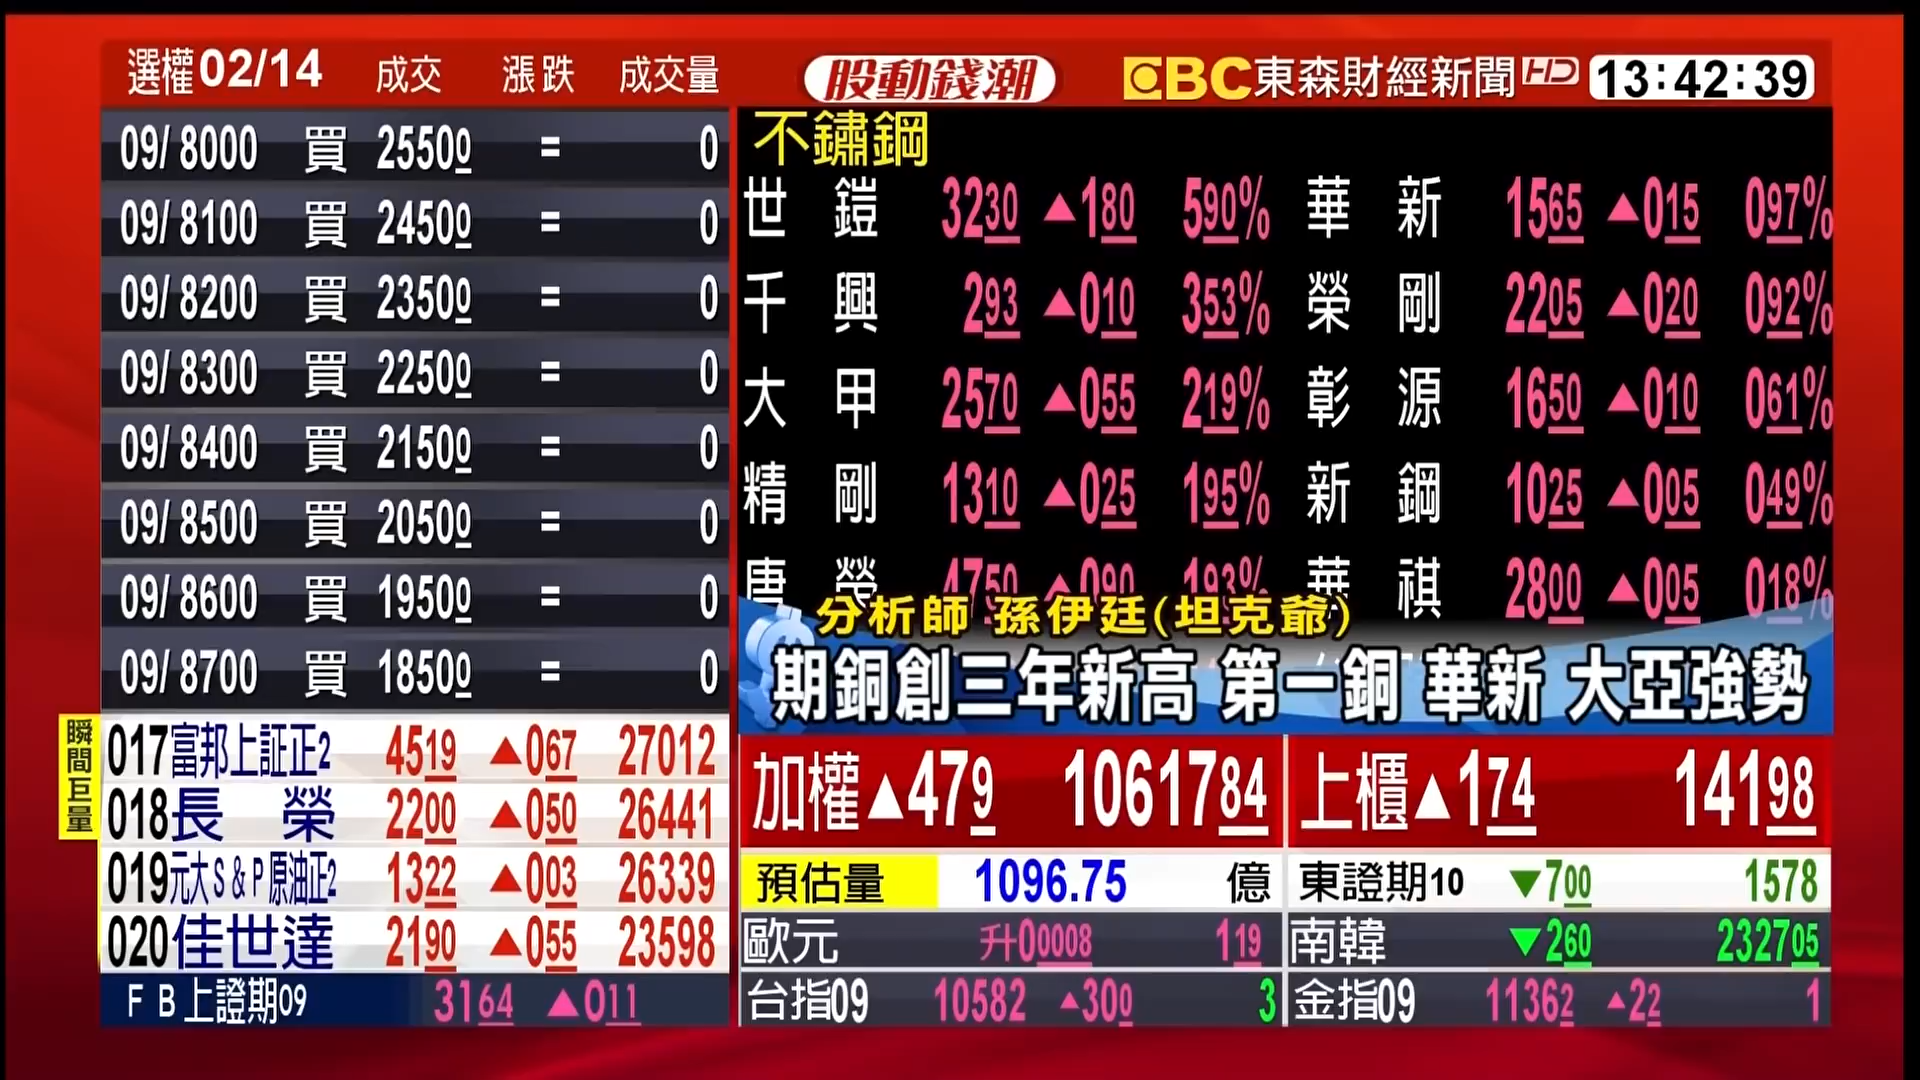 選權02/14 成交 漲跌 成交量
股動錢潮
EBC東森財經新聞HD 13:42:39
09/ 8000 買 25500 = 0
09/ 8100 買 24500 = 0
09/ 8200 買 23500 = 0
09/ 8300 買 22500 = 0
09/ 8400 買 21500 = 0
09/ 8500 買 20500 = 0
09/ 8600 買 19500 = 0
09/ 8700 買 18500 = 0
瞬間巨量
017富邦上証正2 4519 ▲067 27012
018長榮 2200 ▲050 26441
019元大S&P原油正2 1322 ▲003 26339
020佳世達 2190 ▲055 23598
FB上證期09 3164 ▲011
不鏽鋼
世鎧 3230 ▲180 590% 華新 1565 ▲015 097%
千興 293 ▲010 353% 榮剛 2205 ▲020 092%
大甲 2570 ▲055 219% 彰源 1650 ▲010 061%
精剛 1310 ▲025 195% 新鋼 1025 ▲005 049%
唐榮 4750 ▲090 193% 華祺 2800 ▲005 018%
分析師 孫伊廷(坦克爺)
期銅創三年新高 第一銅 華新 大亞強勢
加權▲479 1061784 上櫃▲174 14198
預估量 1096.75 億 東證期10 ▼700 1578
歐元 升00008 119 南韓 ▼260 232705
台指09 10582 ▲300 3 金指09 11362 ▲22 1